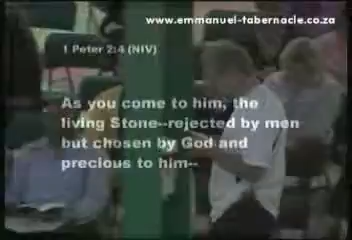 www.emmanuel-tabernacle.co.za
1 Peter 2:4 (NIV)
As you come to him, the
living Stone--rejected by men
but chosen by God and
precious to him--